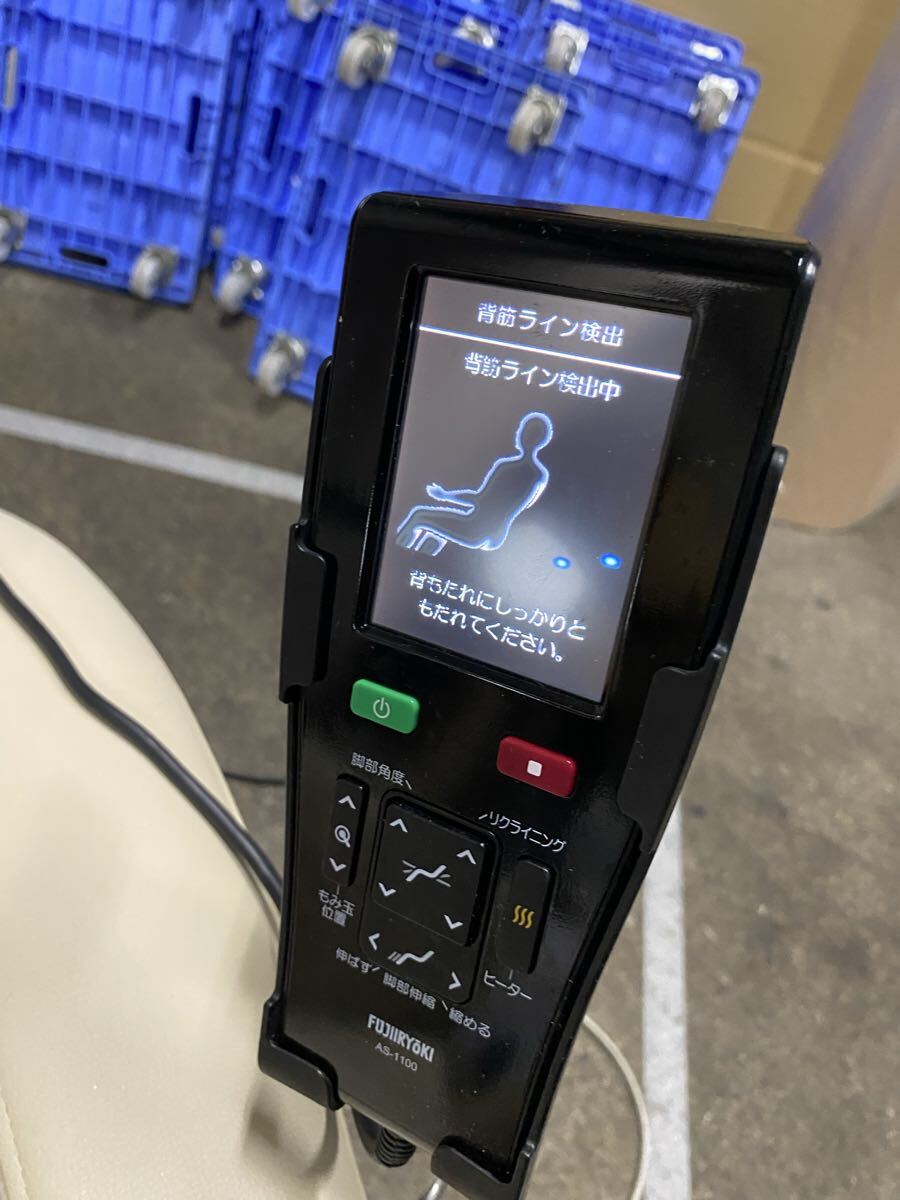 背筋ライン検出
背筋ライン検出中
背もたれにしっかりと
もたれてください。
脚部角度
リクライニング
もみ玉
位置
伸ばす
脚部伸縮
縮める
ヒーター
FUJIIRYōKI
AS-1100